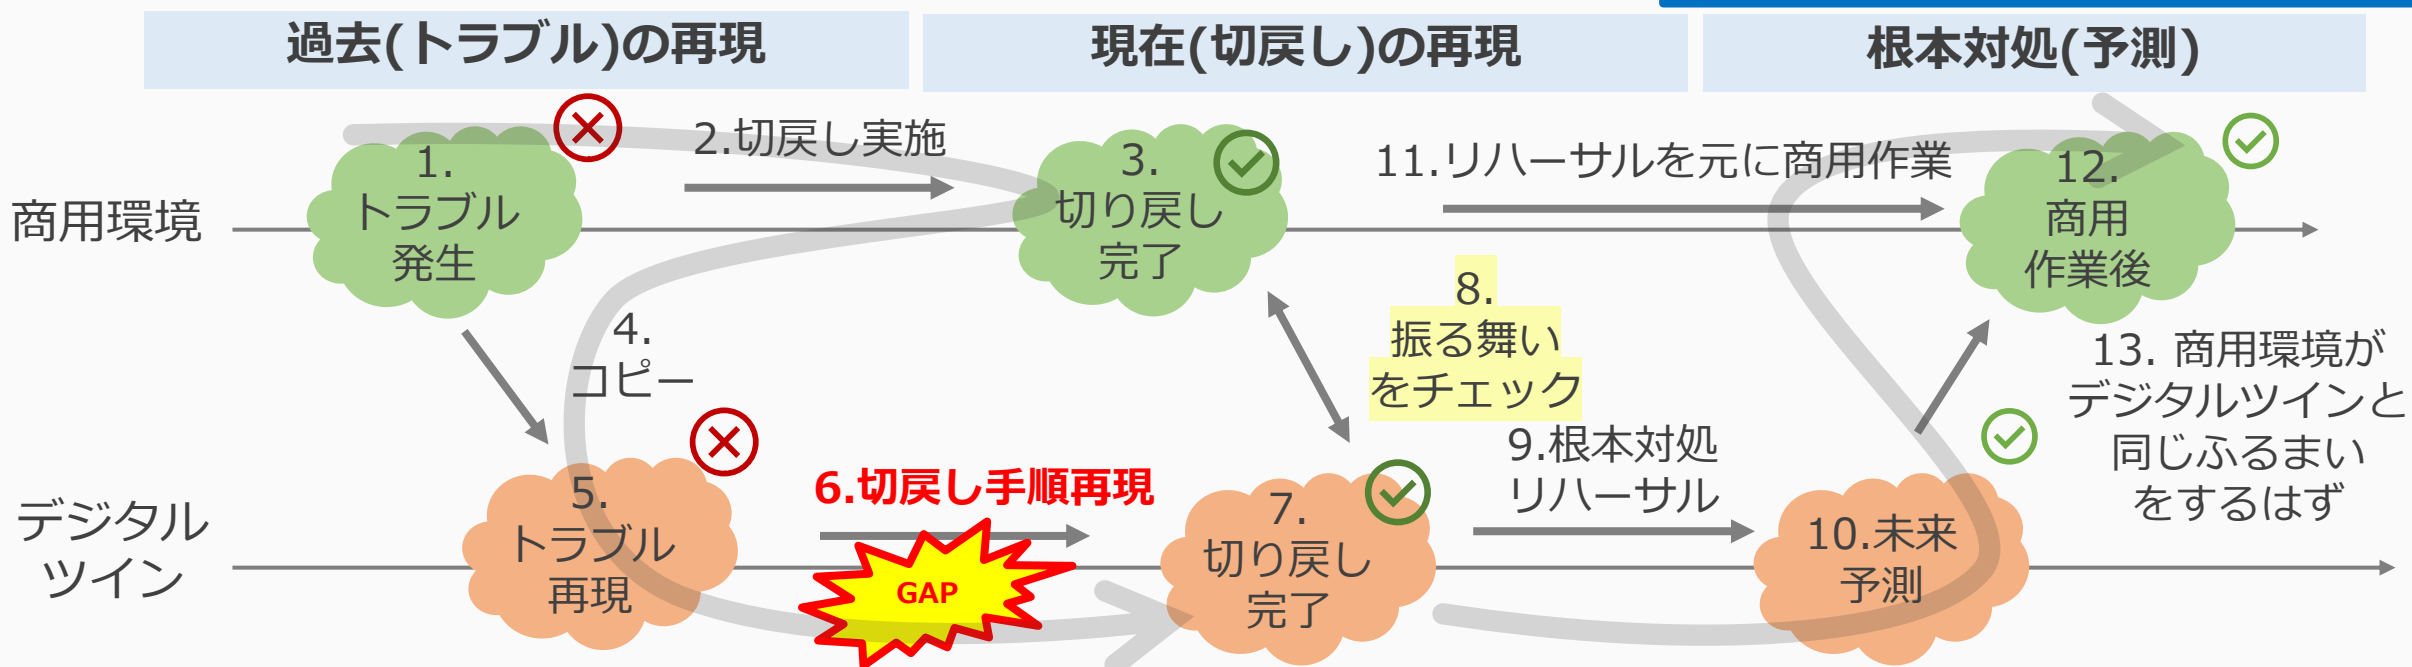 過去(トラブル)の再現
現在(切戻し)の再現
根本対処(予測)
商用環境
1.
トラブル
発生
2.切戻し実施
3.
切り戻し
完了
11.リハーサルを元に商用作業
12.
商用
作業後
4.
コピー
8.
振る舞い
をチェック
13. 商用環境が
デジタルツインと
同じふるまい
をするはず
デジタル
ツイン
5.
トラブル
再現
6.切戻し手順再現
GAP
7.
切り戻し
完了
9.根本対処
リハーサル
10.未来
予測